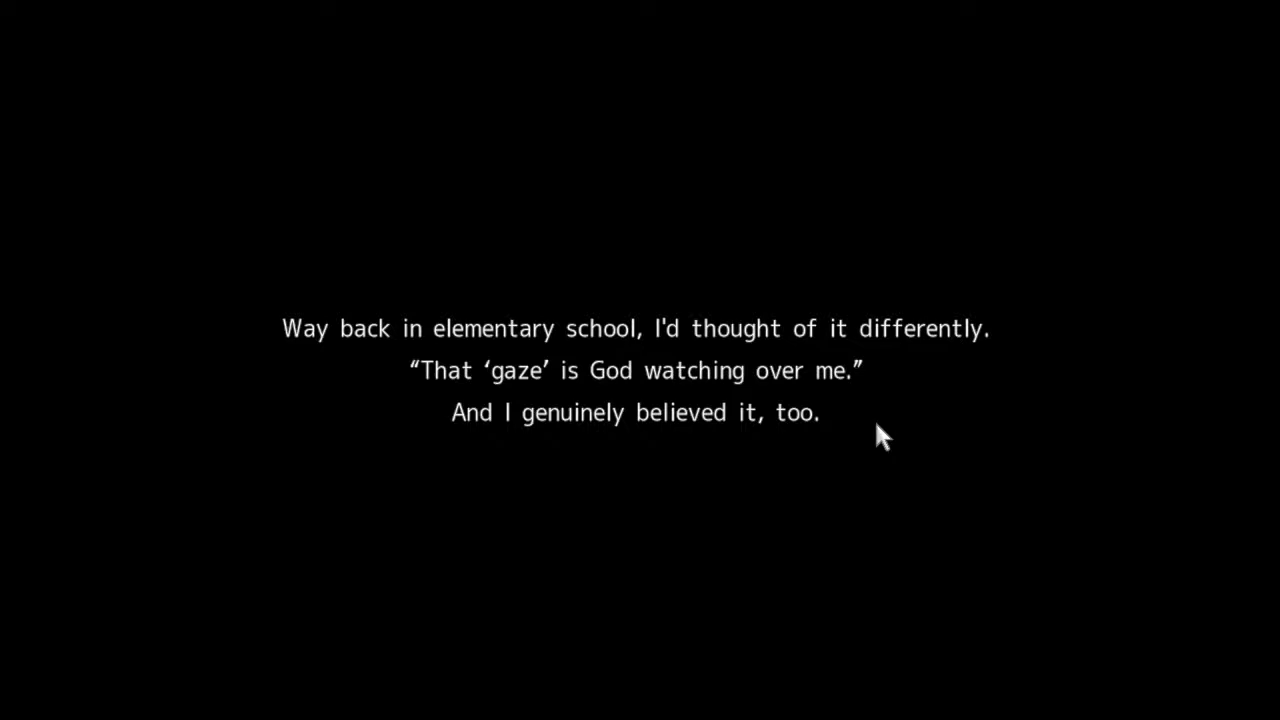 Way back in elementary school, I'd thought of it differently.
“That ‘gaze’ is God watching over me.”
And I genuinely believed it, too.